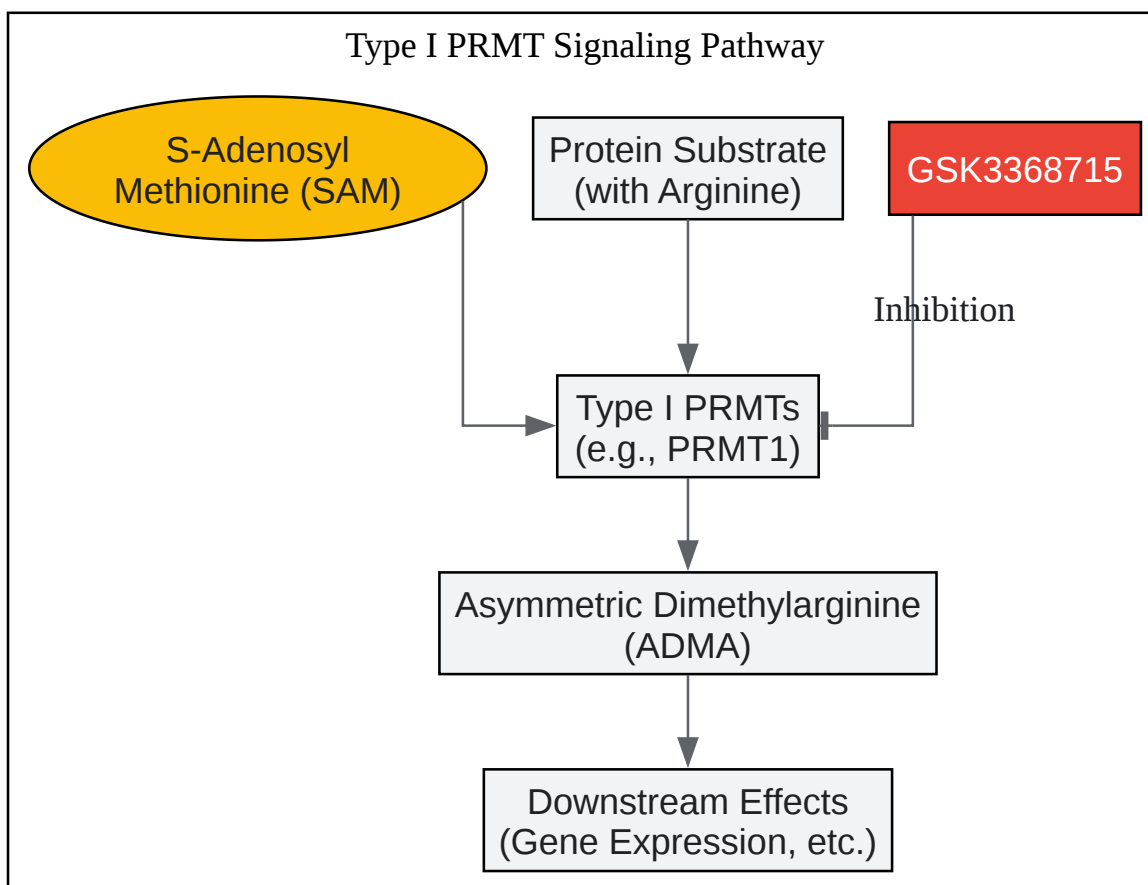 Type I PRMT Signaling Pathway
S-Adenosyl
Methionine (SAM)
Protein Substrate
(with Arginine)
GSK3368715
Inhibition
Type I PRMTs
(e.g., PRMT1)
Asymmetric Dimethylarginine
(ADMA)
Downstream Effects
(Gene Expression, etc.)